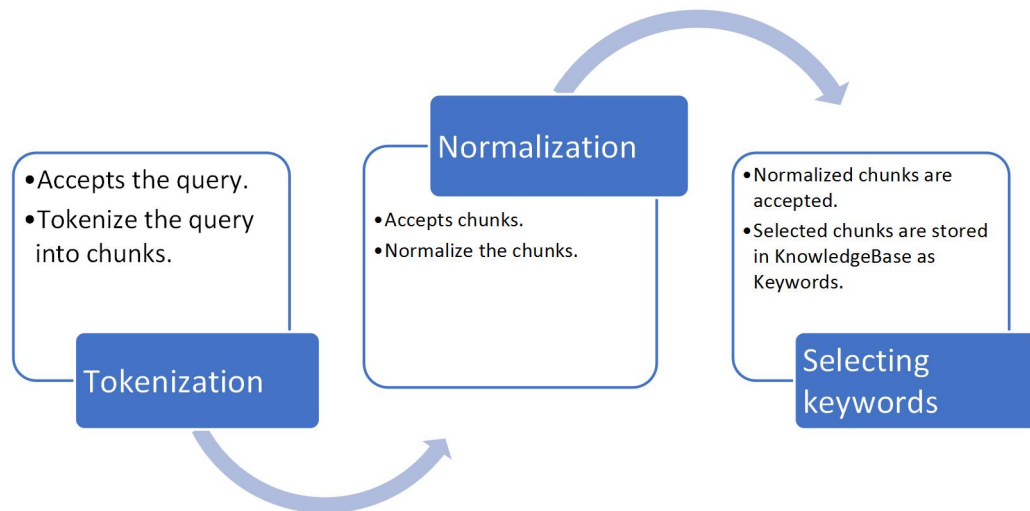 •Accepts the query.
•Tokenize the query
into chunks.
Tokenization
Normalization
•Accepts chunks.
•Normalize the chunks.
•Normalized chunks are
accepted.
•Selected chunks are stored
in KnowledgeBase as
Keywords.
Selecting
keywords